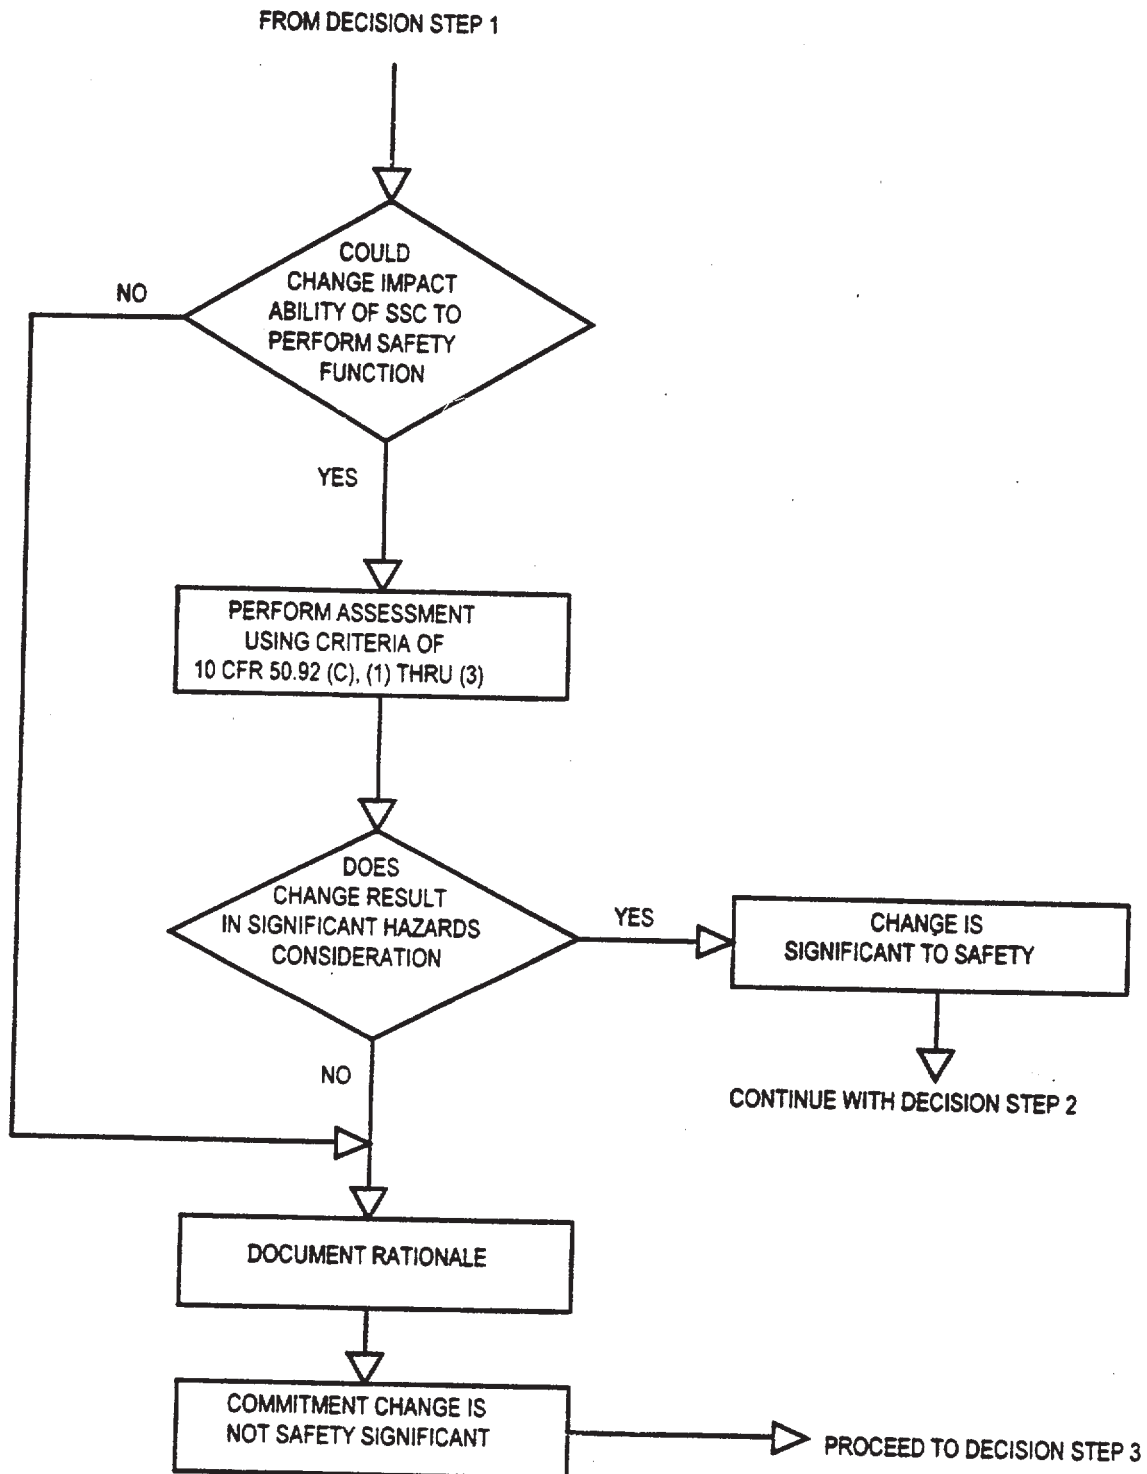 FROM DECISION STEP 1
COULD
CHANGE IMPACT
ABILITY OF SSC TO
PERFORM SAFETY
FUNCTION
NO
YES
PERFORM ASSESSMENT
USING CRITERIA OF
10 CFR 50.92 (C), (1) THRU (3)
DOES
CHANGE RESULT
IN SIGNIFICANT HAZARDS
CONSIDERATION
YES
CHANGE IS
SIGNIFICANT TO SAFETY
NO
CONTINUE WITH DECISION STEP 2
DOCUMENT RATIONALE
COMMITMENT CHANGE IS
NOT SAFETY SIGNIFICANT
PROCEED TO DECISION STEP 3